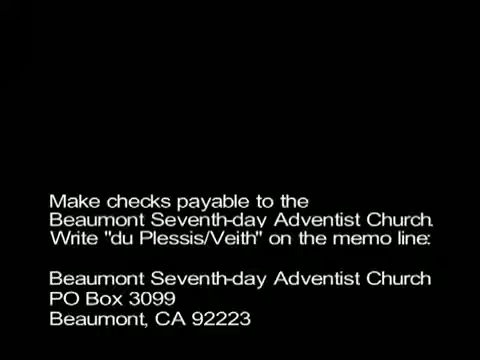 Make checks payable to the
Beaumont Seventh-day Adventist Church.
Write "du Plessis/Veith" on the memo line:
Beaumont Seventh-day Adventist Church
PO Box 3099
Beaumont, CA 92223